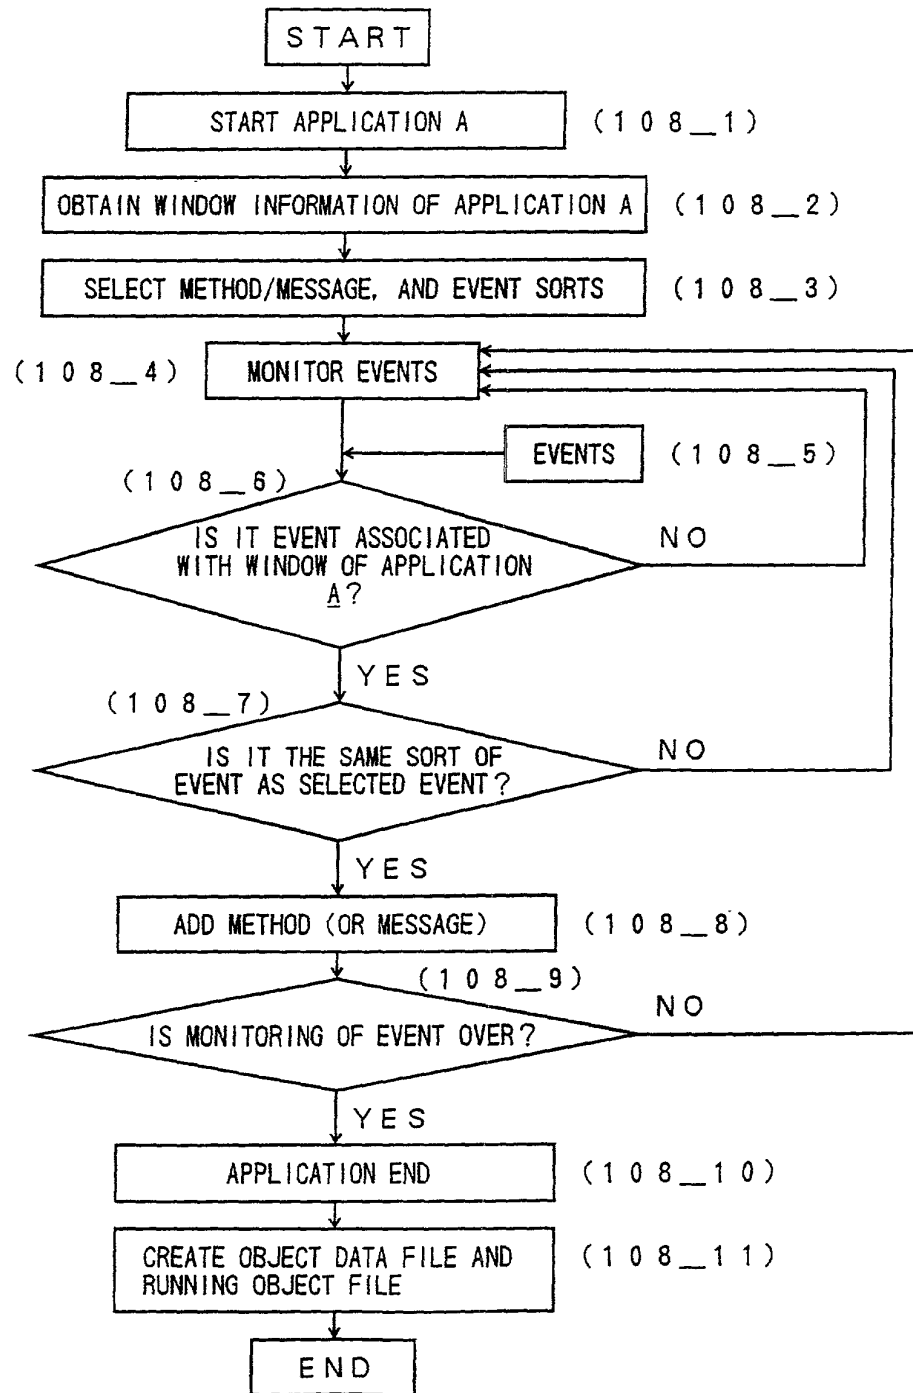 START
START APPLICATION A (108_1)
OBTAIN WINDOW INFORMATION OF APPLICATION A (108_2)
SELECT METHOD/MESSAGE, AND EVENT SORTS (108_3)
(108_4) MONITOR EVENTS
EVENTS (108_5)
(108_6)
IS IT EVENT ASSOCIATED
WITH WINDOW OF APPLICATION
A?
NO
YES
(108_7)
IS IT THE SAME SORT OF
EVENT AS SELECTED EVENT?
NO
YES
ADD METHOD (OR MESSAGE) (108_8)
(108_9)
IS MONITORING OF EVENT OVER?
NO
YES
APPLICATION END (108_10)
CREATE OBJECT DATA FILE AND
RUNNING OBJECT FILE
(108_11)
END